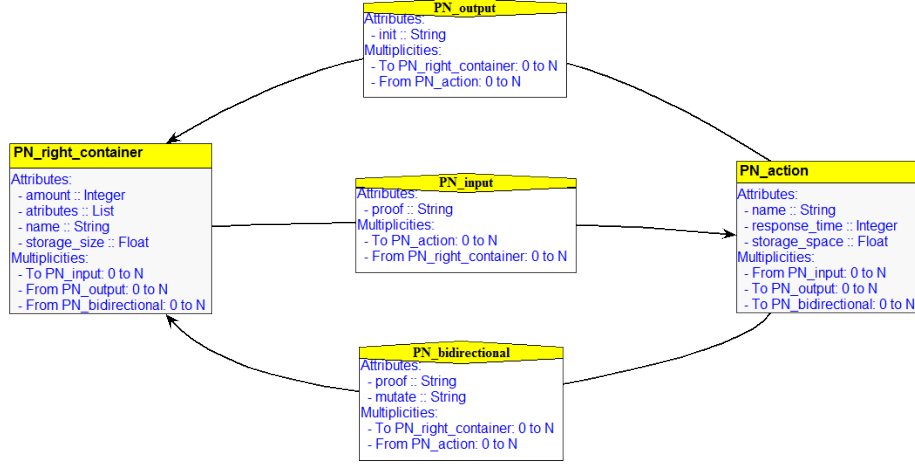 PN_output
Attributes:
- init :: String
Multiplicities:
- To PN_right_container: 0 to N
- From PN_action: 0 to N
PN_right_container
Attributes:
- amount :: Integer
- atributes :: List
- name :: String
- storage_size :: Float
Multiplicities:
- To PN_input: 0 to N
- From PN_output: 0 to N
- From PN_bidirectional: 0 to N
PN_input
Attributes:
- proof :: String
Multiplicities:
- To PN_action: 0 to N
- From PN_right_container: 0 to N
PN_action
Attributes:
- name :: String
- response_time :: Integer
- storage_space :: Float
Multiplicities:
- From PN_input: 0 to N
- To PN_output: 0 to N
- To PN_bidirectional: 0 to N
PN_bidirectional
Attributes:
- proof :: String
- mutate :: String
Multiplicities:
- To PN_right_container: 0 to N
- From PN_action: 0 to N